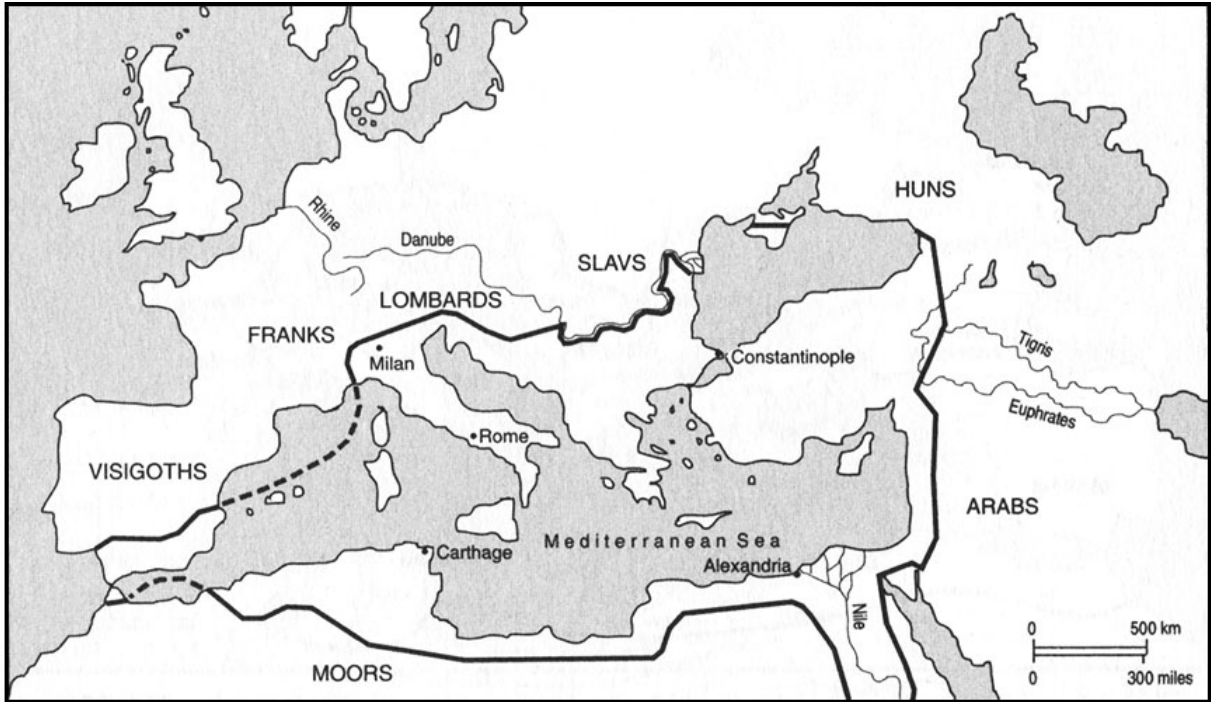 HUNS
Rhine
Danube
SLAVS
LOMBARDS
FRANKS
Milan
Constantinople
Tigris
Euphrates
Rome
VISIGOTHS
ARABS
Mediterranean Sea
Carthage
Alexandria
Nile
MOORS
0 500 km
0 300 miles